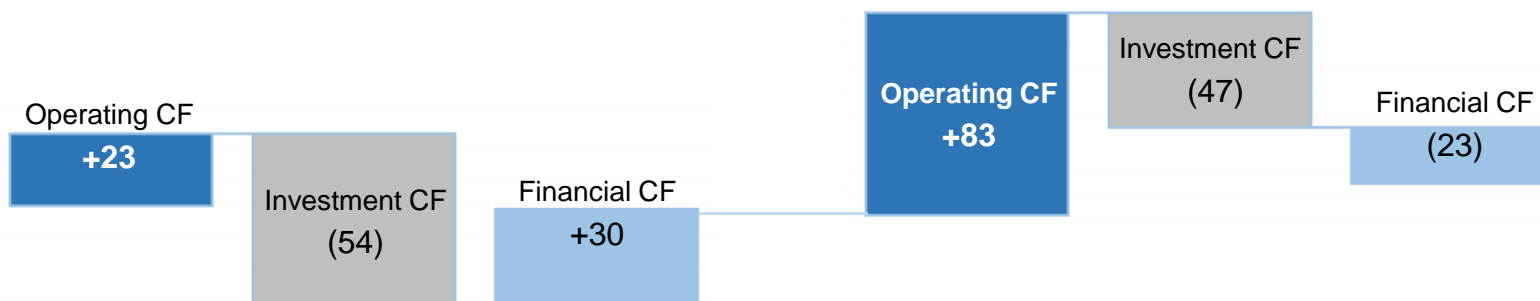 Operating CF
+23
Investment CF
(54)
Financial CF
+30
Operating CF
+83
Investment CF
(47)
Financial CF
(23)